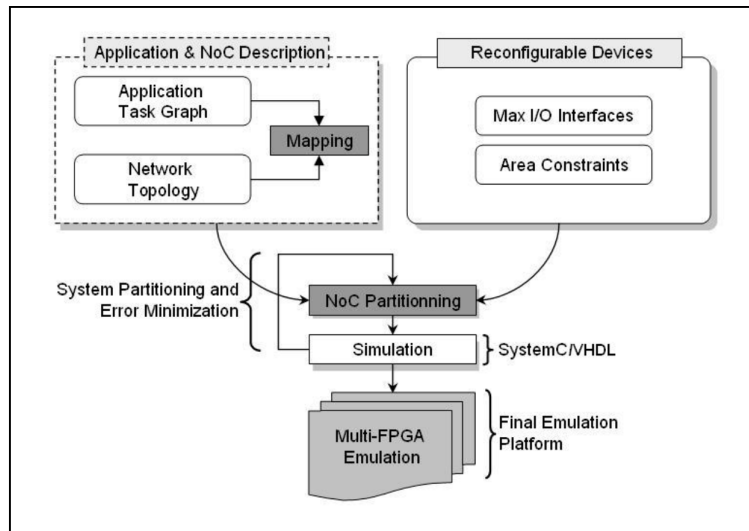 Application & NoC Description
Reconfigurable Devices
Application
Task Graph
Mapping
Network
Topology
Max I/O Interfaces
Area Constraints
System Partitioning and
Error Minimization
NoC Partitionning
Simulation
SystemC/VHDL
Multi-FPGA
Emulation
Final Emulation
Platform